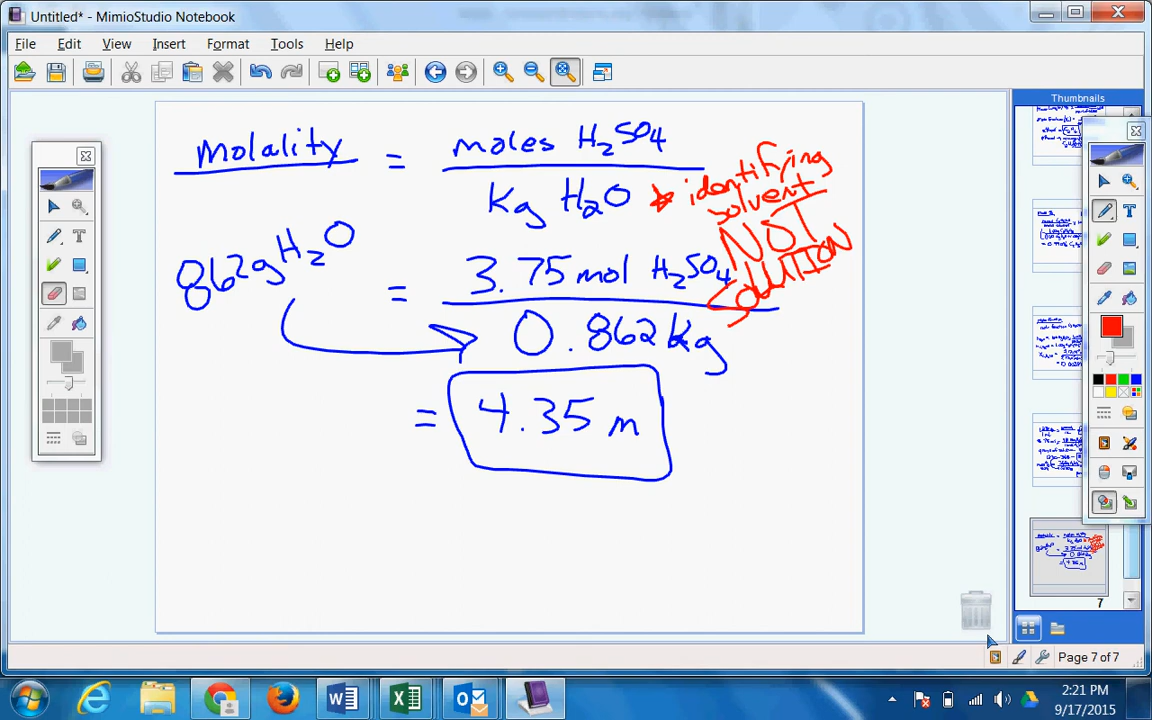 Untitled* - MimioStudio Notebook
File Edit View Insert Format Tools Help
Thumbnails
molality = moles H₂SO₄
kg H₂O * identifying
solvent
NOT
SOLUTION
862g H₂O
= 3.75 mol H₂SO₄
0.862 kg
= 4.35 m
7
Page 7 of 7
2:21 PM
9/17/2015